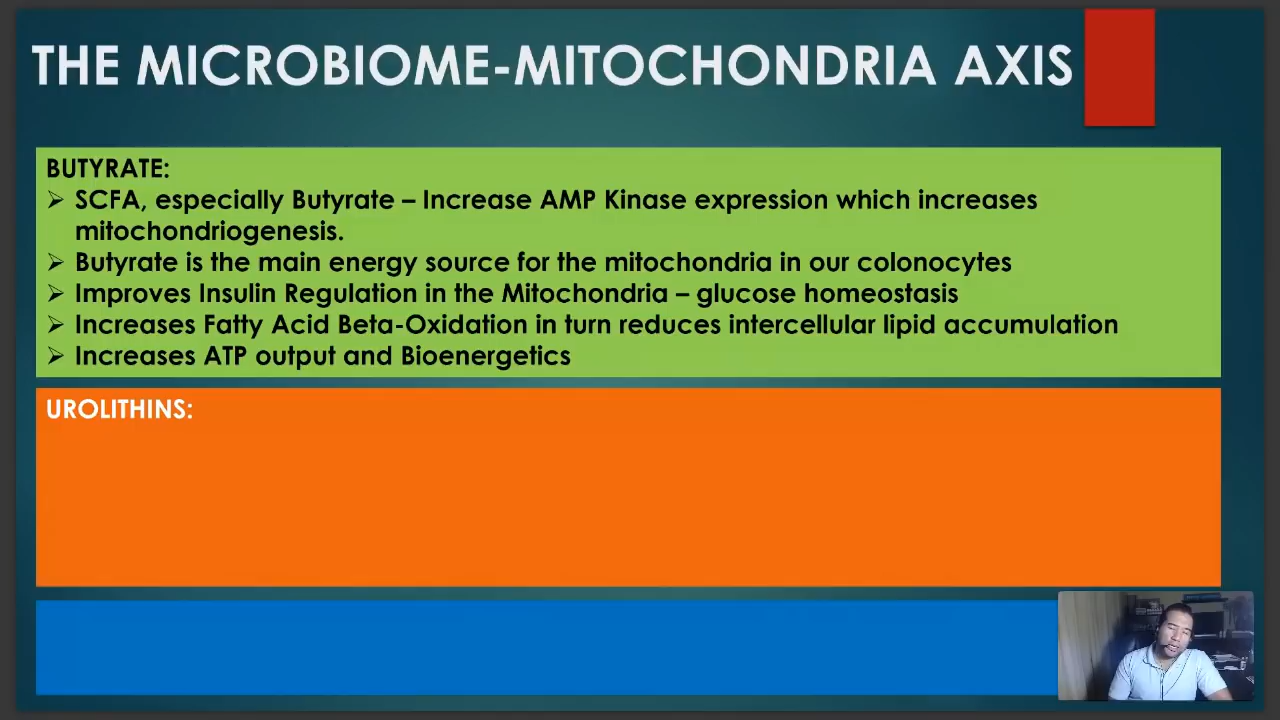 THE MICROBIOME-MITOCHONDRIA AXIS
BUTYRATE:
➢ SCFA, especially Butyrate – Increase AMP Kinase expression which increases
mitochondriogenesis.
➢ Butyrate is the main energy source for the mitochondria in our colonocytes
➢ Improves Insulin Regulation in the Mitochondria – glucose homeostasis
➢ Increases Fatty Acid Beta-Oxidation in turn reduces intercellular lipid accumulation
➢ Increases ATP output and Bioenergetics
UROLITHINS: